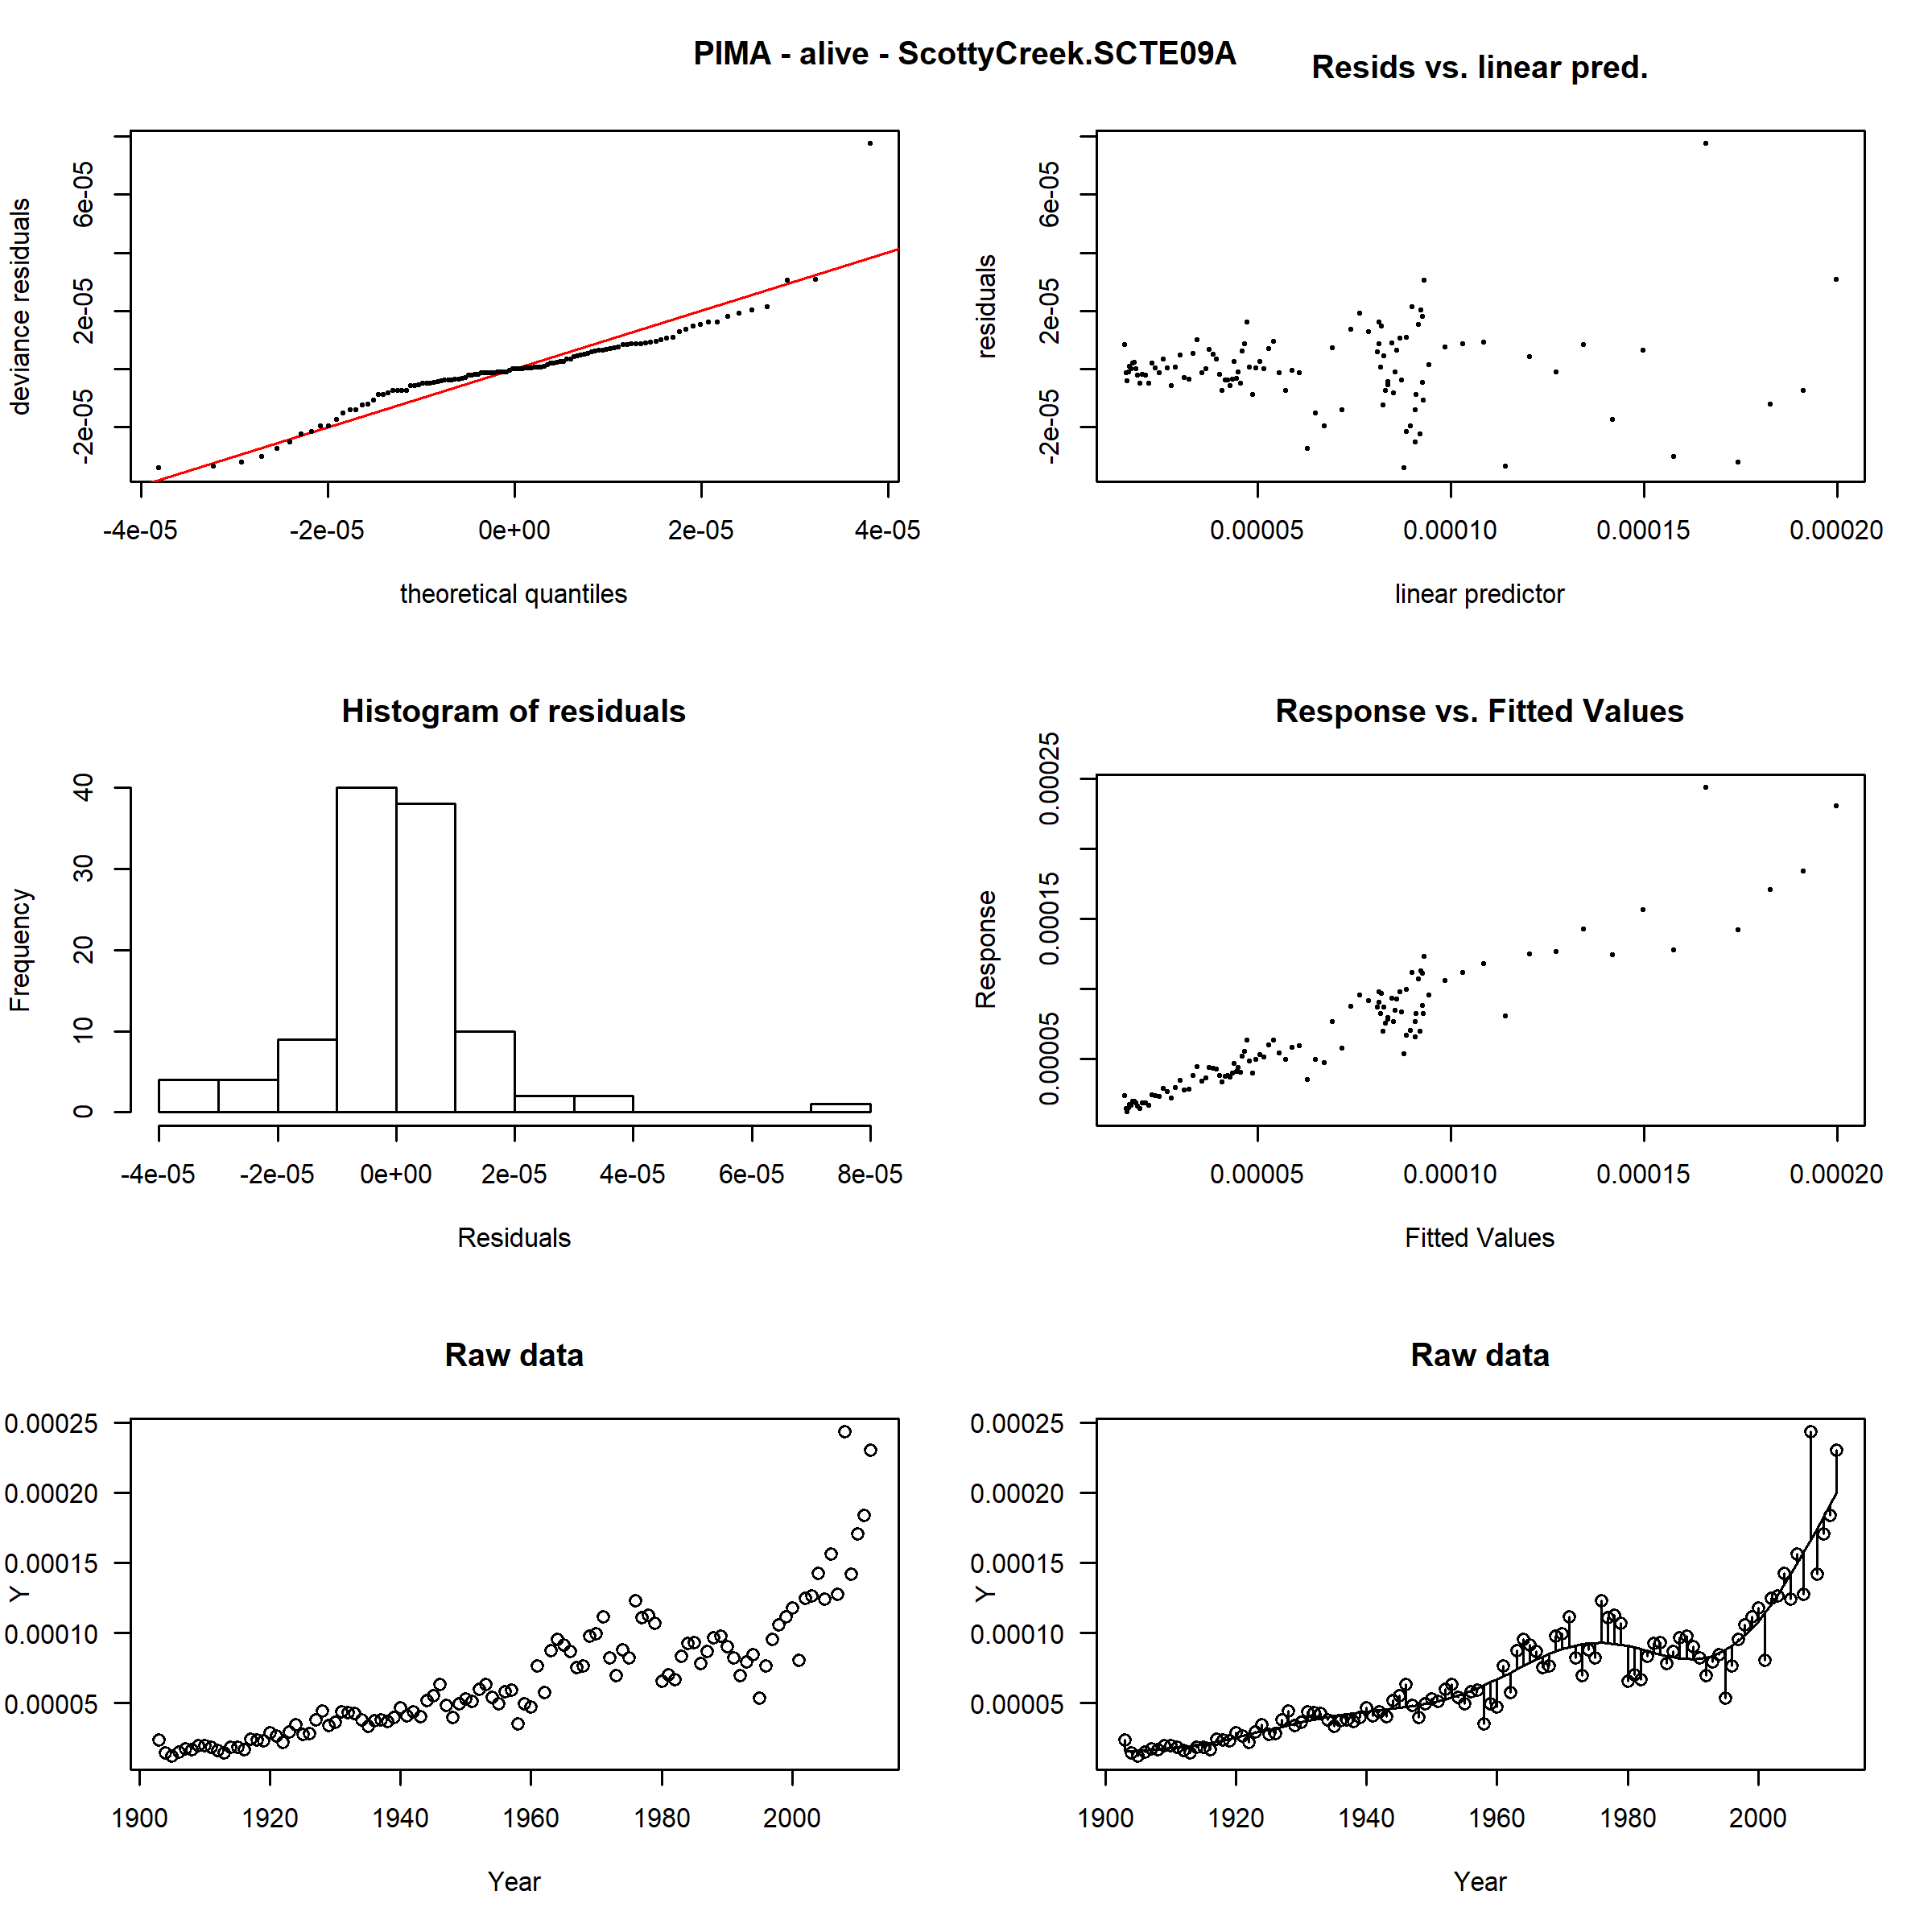 PIMA - alive - ScottyCreek.SCTE09A
Resids vs. linear pred.
deviance residuals
-2e-05 2e-05 6e-05
-4e-05 -2e-05 0e+00 2e-05 4e-05
theoretical quantiles
residuals
-2e-05 2e-05 6e-05
0.00005 0.00010 0.00015 0.00020
linear predictor
Histogram of residuals
Frequency
0 10 20 30 40
-4e-05 -2e-05 0e+00 2e-05 4e-05 6e-05 8e-05
Residuals
Response vs. Fitted Values
Response
0.00005 0.00015 0.00025
0.00005 0.00010 0.00015 0.00020
Fitted Values
Raw data
Y
0.00025
0.00020
0.00015
0.00010
0.00005
1900 1920 1940 1960 1980 2000
Year
Raw data
Y
0.00025
0.00020
0.00015
0.00010
0.00005
1900 1920 1940 1960 1980 2000
Year